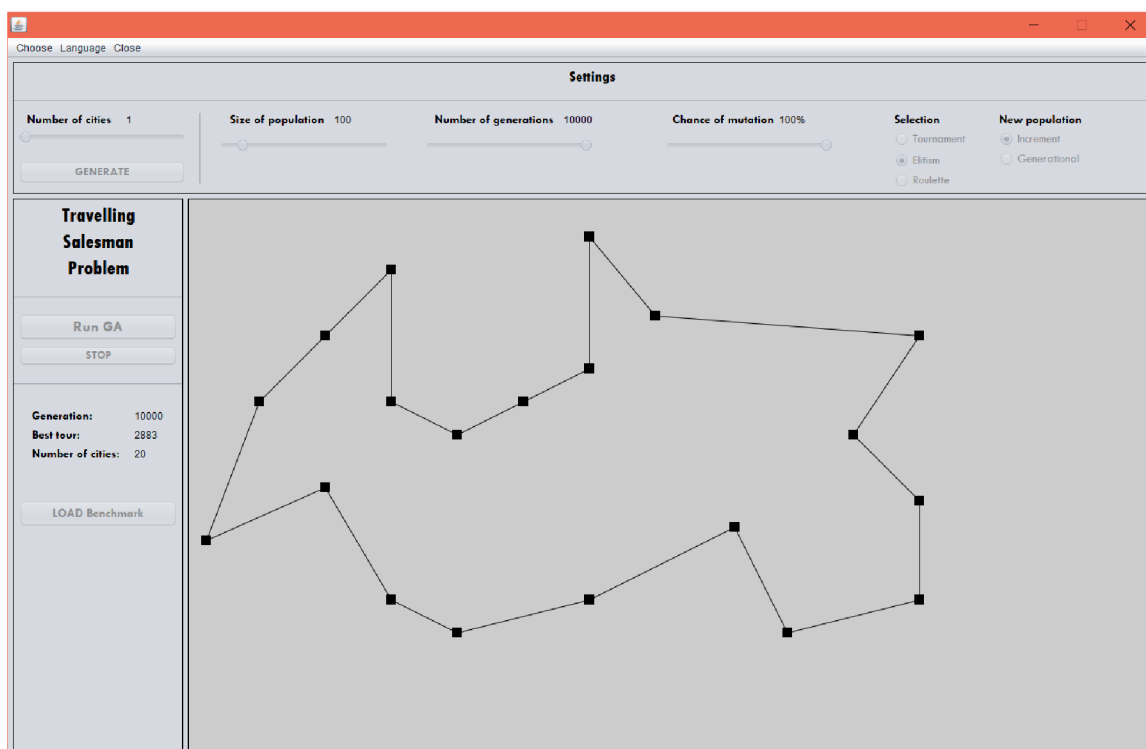 Choose Language Close
Settings
Number of cities 1
Size of population 100
Number of generations 10000
Chance of mutation 100%
Selection
New population
Tournament
Increment
Elitism
Generational
Roulette
GENERATE
Travelling
Salesman
Problem
Run GA
STOP
Generation: 10000
Best tour: 2883
Number of cities: 20
LOAD Benchmark